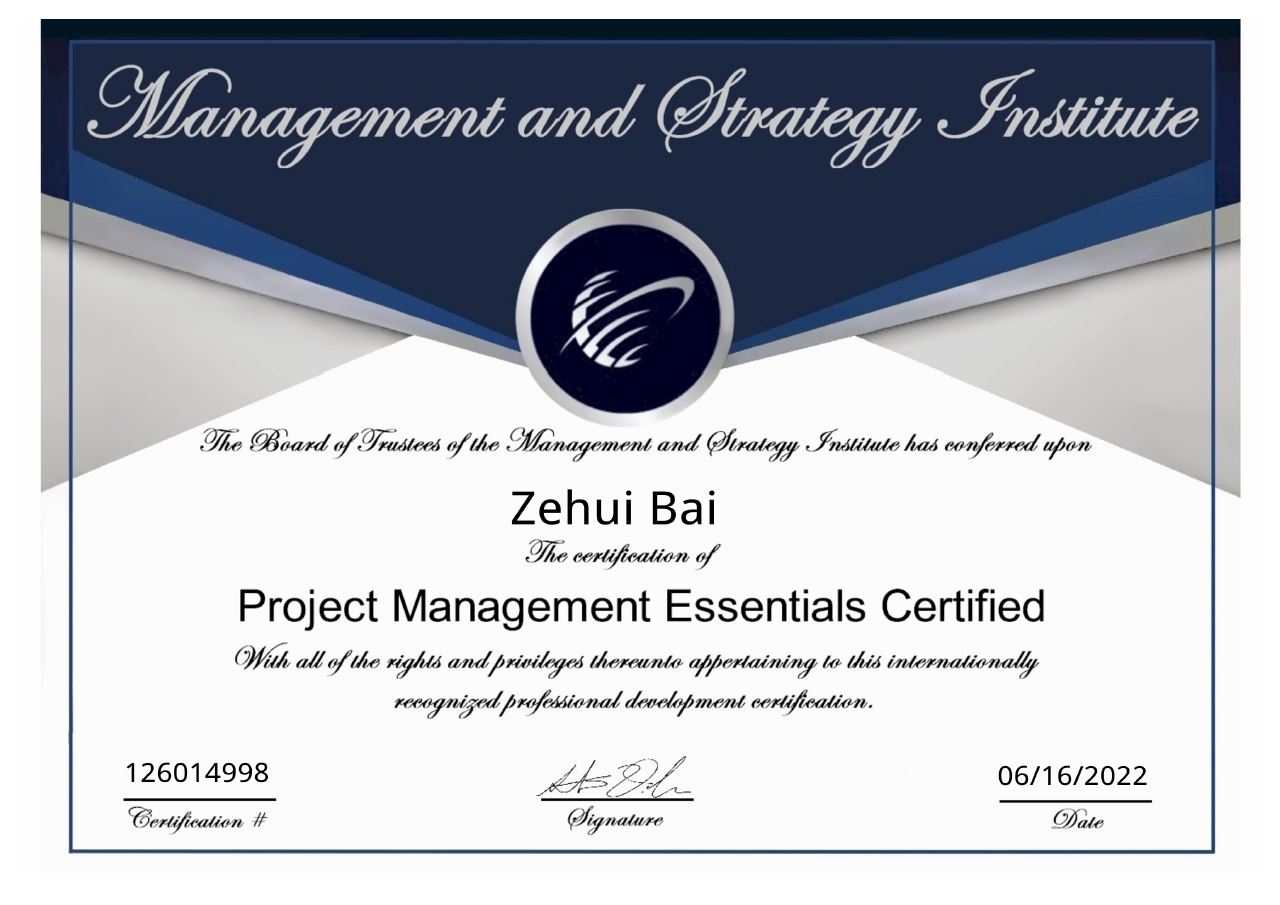 Management and Strategy Institute
The Board of Trustees of the Management and Strategy Institute has conferred upon
Zehui Bai
The certification of
Project Management Essentials Certified
With all of the rights and privileges thereunto appertaining to this internationally
recognized professional development certification.
126014998
Certification #
Signature
06/16/2022
Date